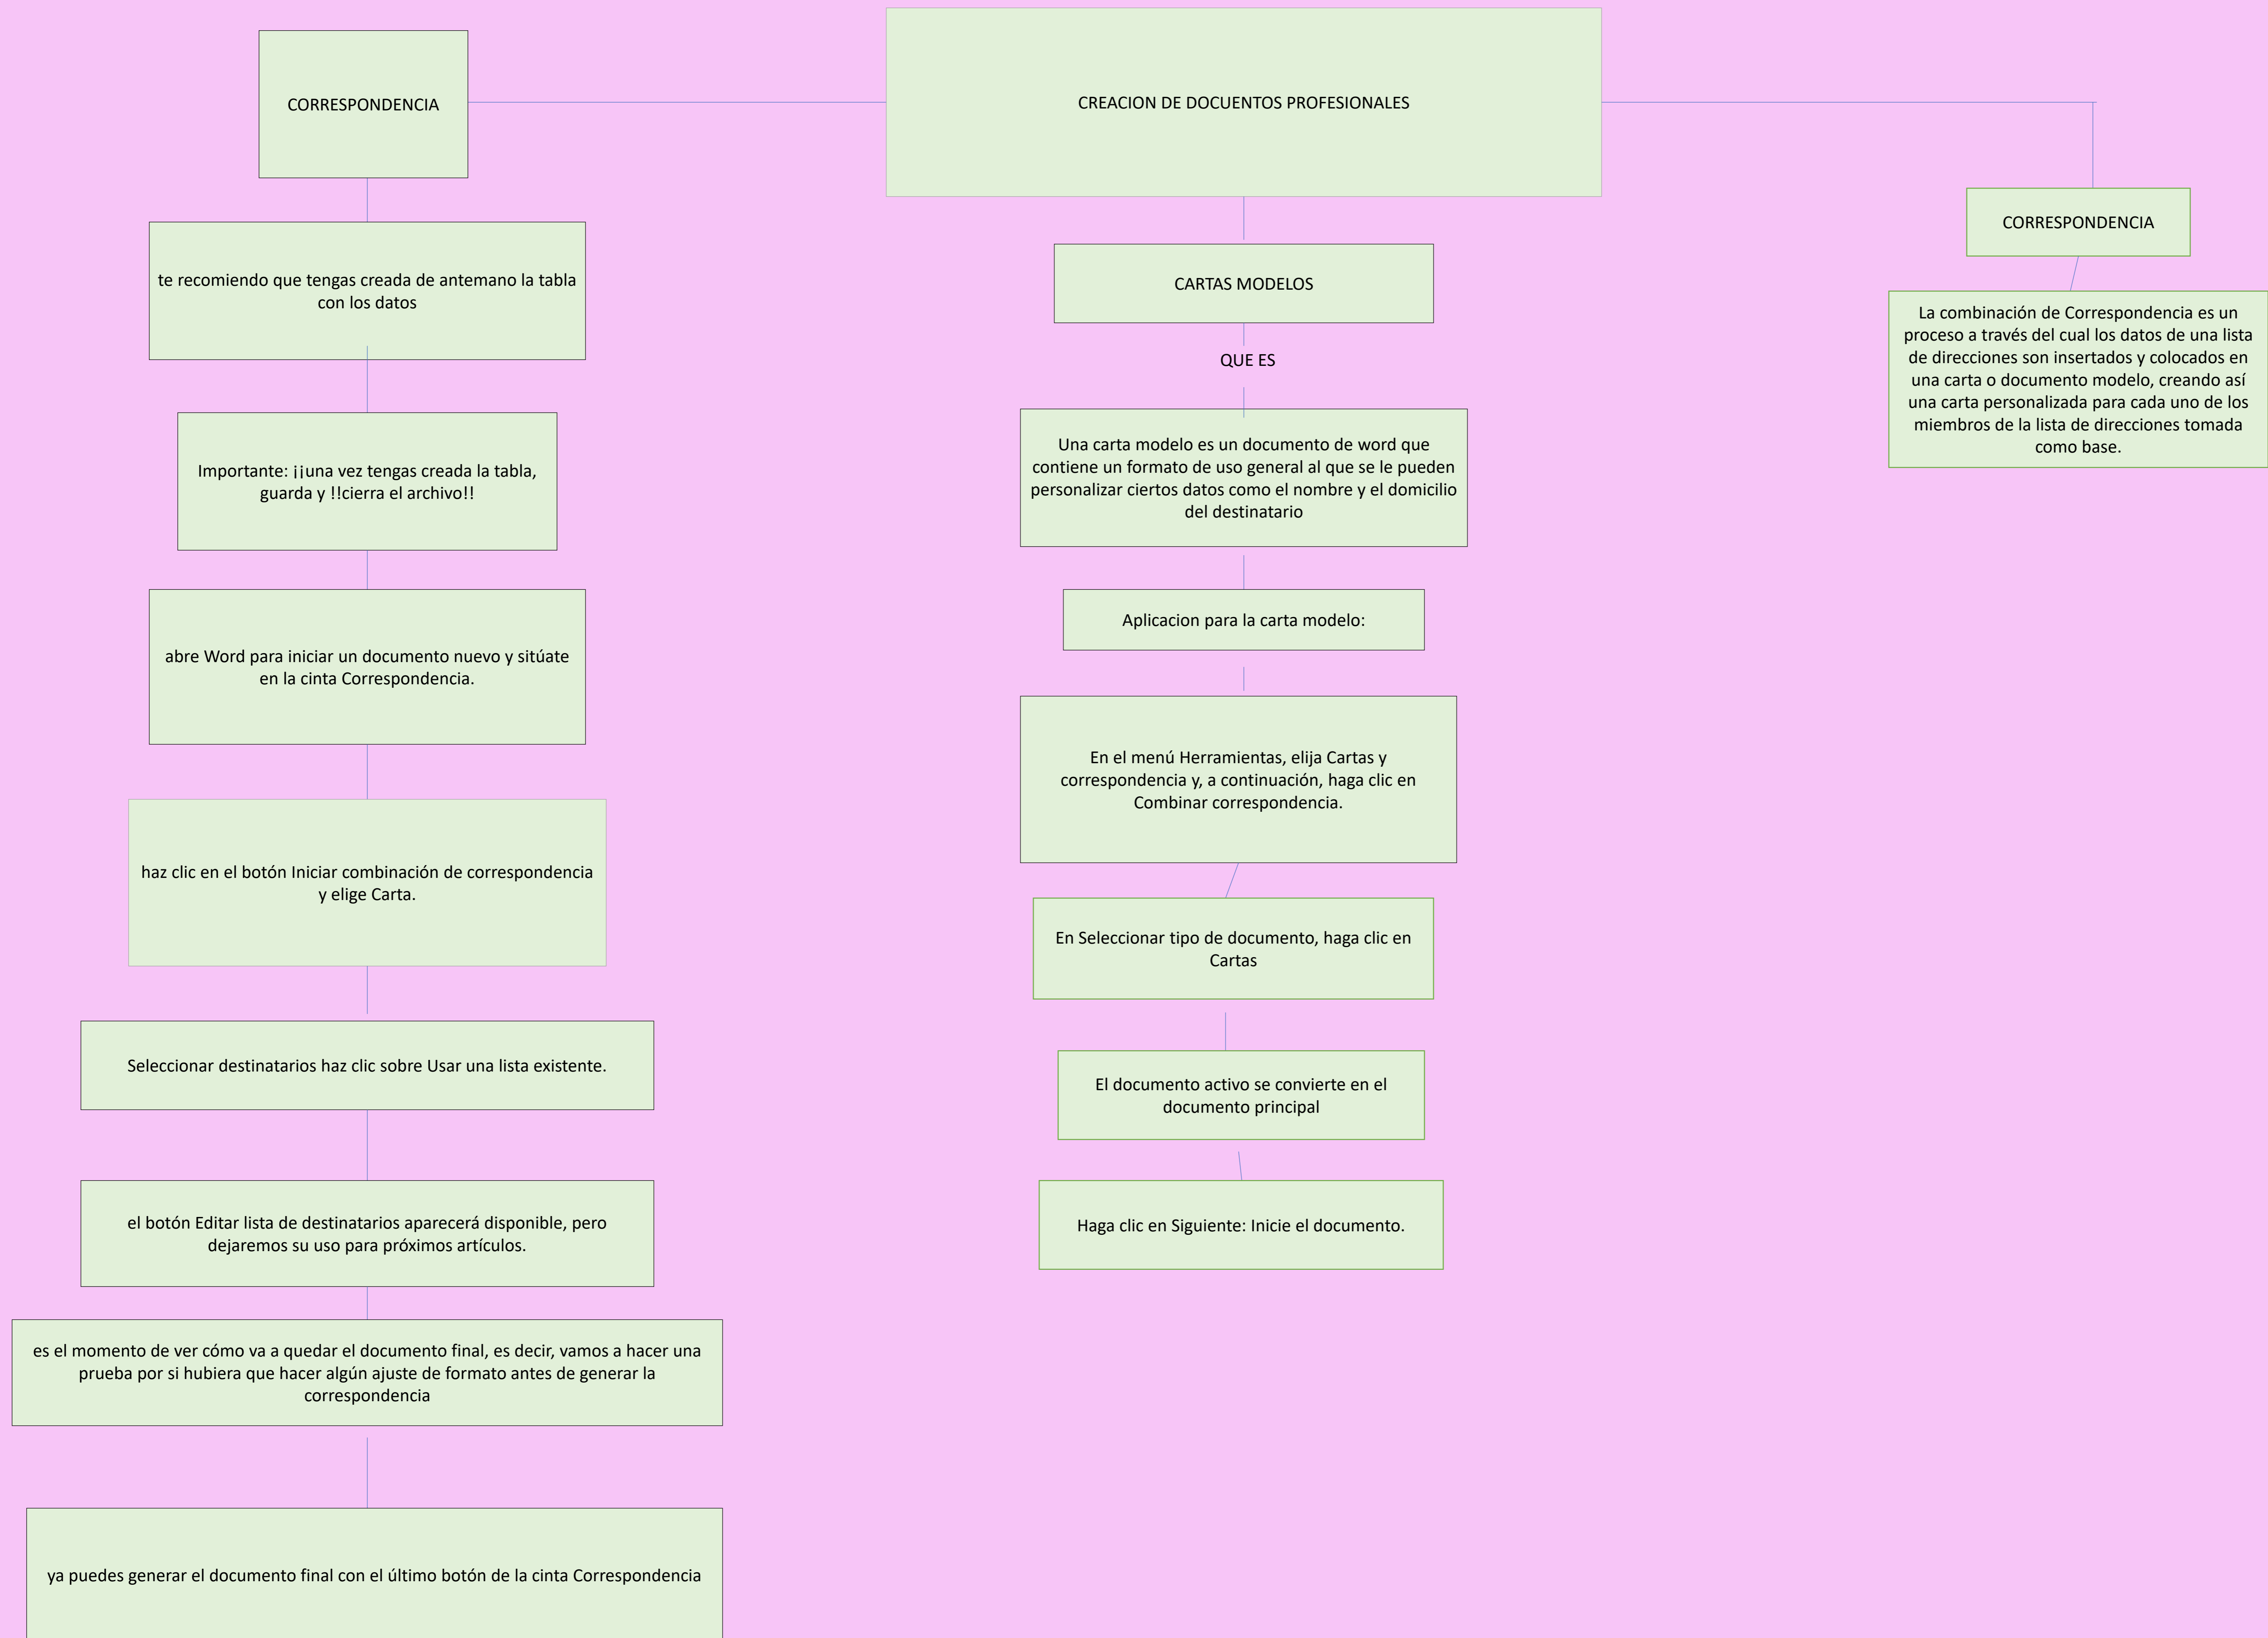 CREACION DE DOCUENTOS PROFESIONALES
CORRESPONDENCIA
te recomiendo que tengas creada de antemano la tabla
con los datos
Importante: ¡¡una vez tengas creada la tabla,
guarda y !!cierra el archivo!!
abre Word para iniciar un documento nuevo y sitúate
en la cinta Correspondencia.
haz clic en el botón Iniciar combinación de correspondencia
y elige Carta.
Seleccionar destinatarios haz clic sobre Usar una lista existente.
el botón Editar lista de destinatarios aparecerá disponible, pero
dejaremos su uso para próximos artículos.
es el momento de ver cómo va a quedar el documento final, es decir, vamos a hacer una
prueba por si hubiera que hacer algún ajuste de formato antes de generar la
correspondencia
ya puedes generar el documento final con el último botón de la cinta Correspondencia
CARTAS MODELOS
QUE ES
Una carta modelo es un documento de word que
contiene un formato de uso general al que se le pueden
personalizar ciertos datos como el nombre y el domicilio
del destinatario
Aplicacion para la carta modelo:
En el menú Herramientas, elija Cartas y
correspondencia y, a continuación, haga clic en
Combinar correspondencia.
En Seleccionar tipo de documento, haga clic en
Cartas
El documento activo se convierte en el
documento principal
Haga clic en Siguiente: Inicie el documento.
CORRESPONDENCIA
La combinación de Correspondencia es un
proceso a través del cual los datos de una lista
de direcciones son insertados y colocados en
una carta o documento modelo, creando así
una carta personalizada para cada uno de los
miembros de la lista de direcciones tomada
como base.